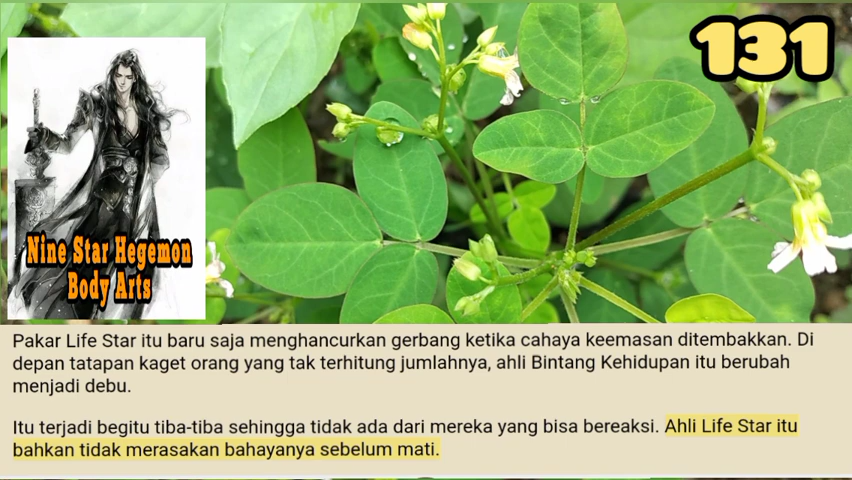 131
Nine Star Hegemon
Body Arts
Pakar Life Star itu baru saja menghancurkan gerbang ketika cahaya keemasan ditembakkan. Di
depan tatapan kaget orang yang tak terhitung jumlahnya, ahli Bintang Kehidupan itu berubah
menjadi debu.
Itu terjadi begitu tiba-tiba sehingga tidak ada dari mereka yang bisa bereaksi. Ahli Life Star itu
bahkan tidak merasakan bahayanya sebelum mati.